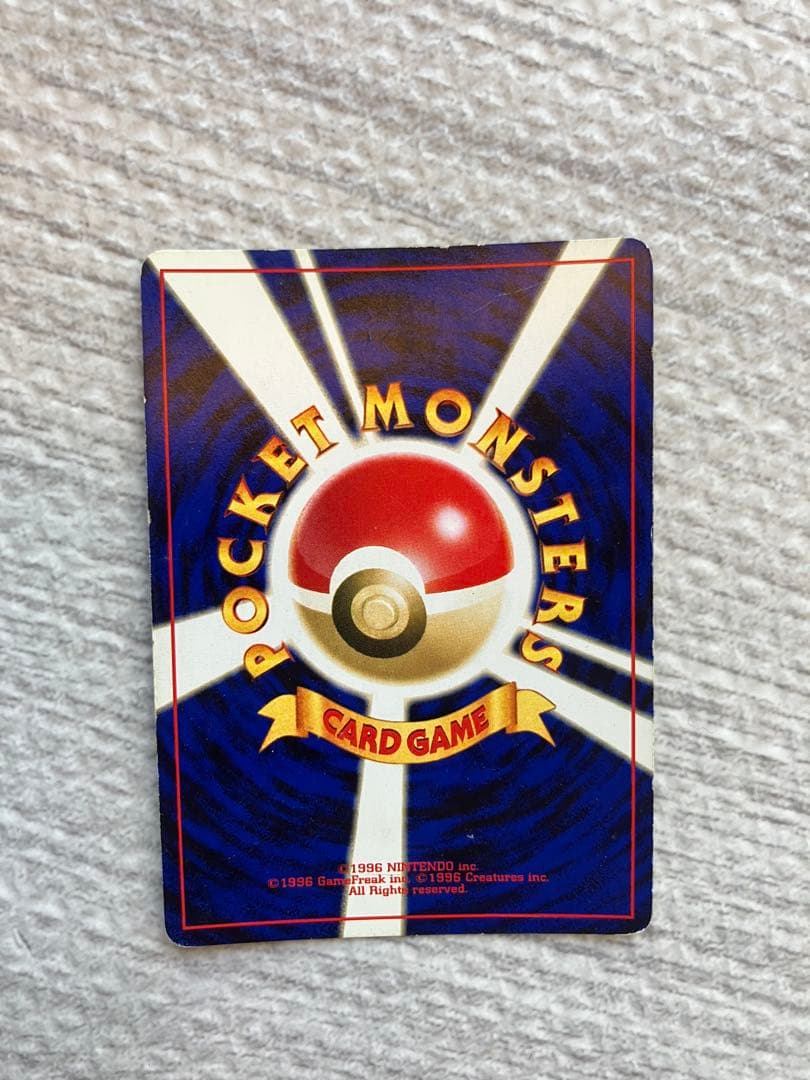 POCKET MONSTERS
CARD GAME
©1996 NINTENDO inc.
©1996 GameFreak inc. ©1996 Creatures inc.
All Rights reserved.